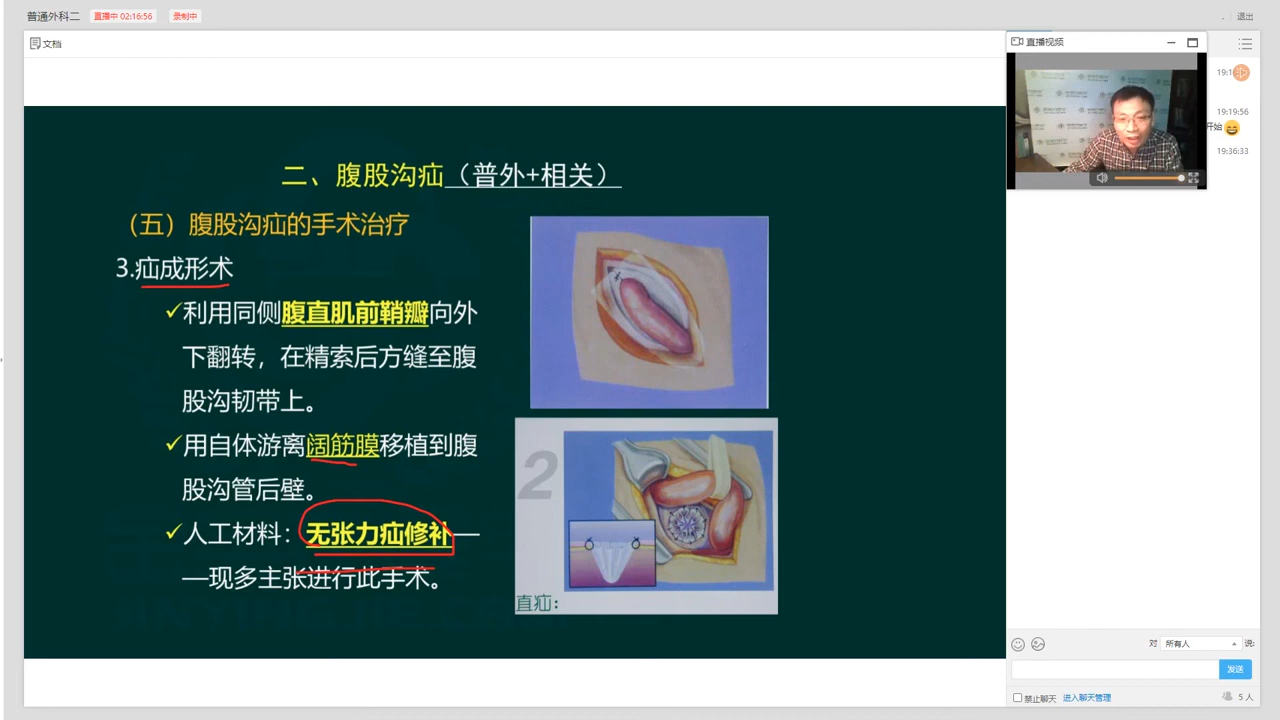 普通外科二
直播中 02:16:56
录制中
退出
文档
直播视频
19:1
19:19:56
开始
19:36:33
二、腹股沟疝（普外+相关）
（五）腹股沟疝的手术治疗
3.疝成形术
✓利用同侧腹直肌前鞘瓣向外
下翻转，在精索后方缝至腹
股沟韧带上。
✓用自体游离阔筋膜移植到腹
股沟管后壁。
✓人工材料：无张力疝修补—
—现多主张进行此手术。
2
直疝：
对 所有人 说:
发送
禁止聊天 进入聊天管理
5 人